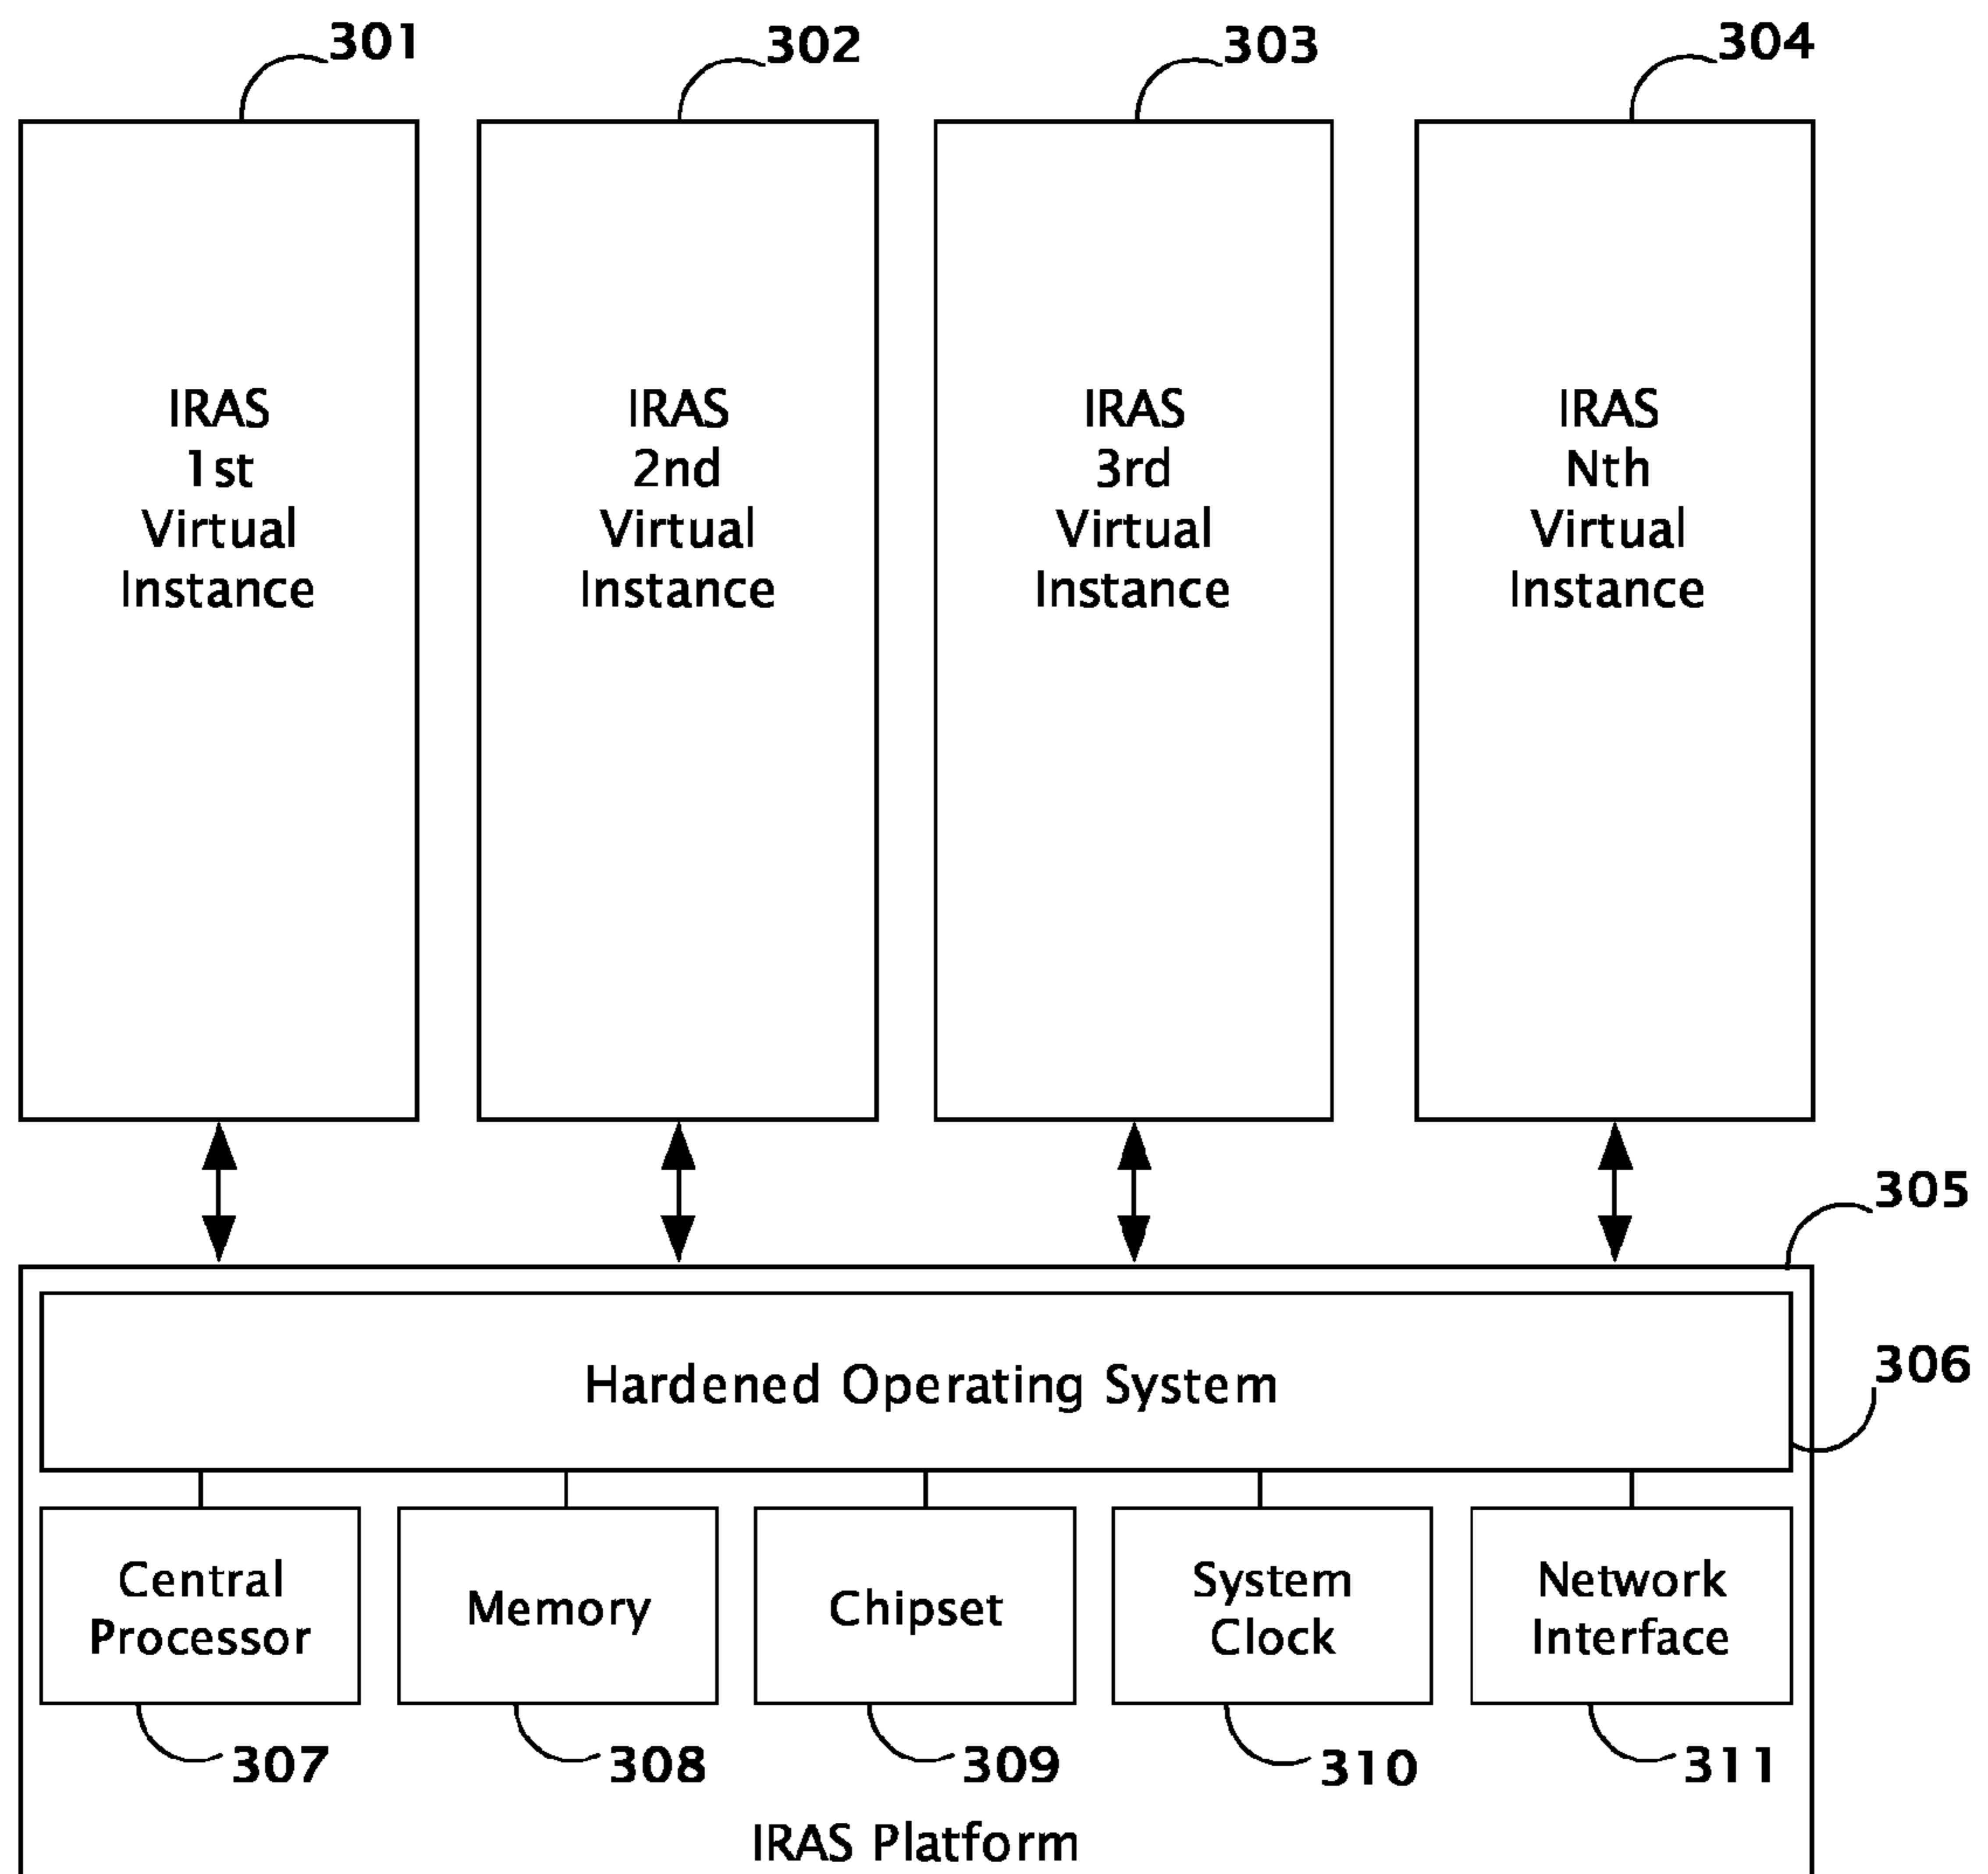 301
302
303
304
IRAS
1st
Virtual
Instance
IRAS
2nd
Virtual
Instance
IRAS
3rd
Virtual
Instance
IRAS
Nth
Virtual
Instance
305
Hardened Operating System
306
Central
Processor
Memory
Chipset
System
Clock
Network
Interface
307
308
309
310
311
IRAS Platform